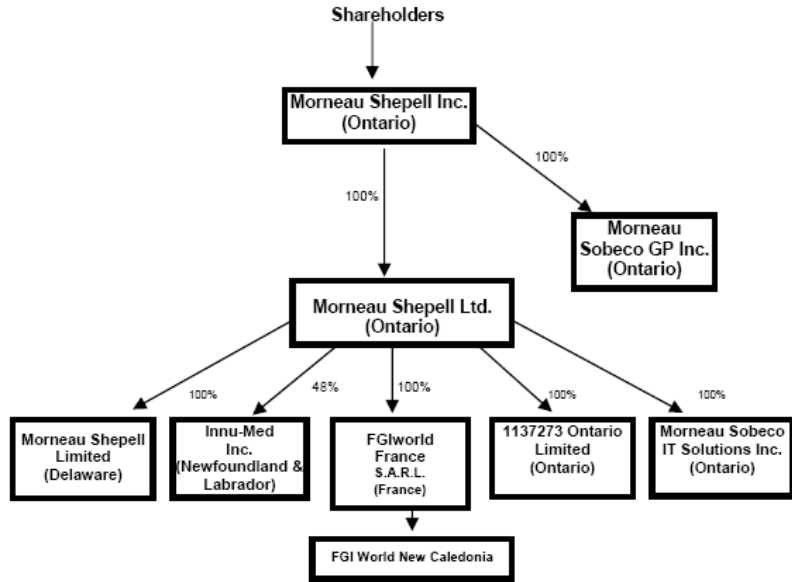 Shareholders
Morneau Shepell Inc.
(Ontario)
100%
100%
Morneau
Sobeco GP Inc.
(Ontario)
Morneau Shepell Ltd.
(Ontario)
100%
48%
100%
100%
100%
Morneau Shepell
Limited
(Delaware)
Innu-Med
Inc.
(Newfoundland &
Labrador)
FGIworld
France
S.A.R.L.
(France)
1137273 Ontario
Limited
(Ontario)
Morneau Sobeco
IT Solutions Inc.
(Ontario)
FGI World New Caledonia